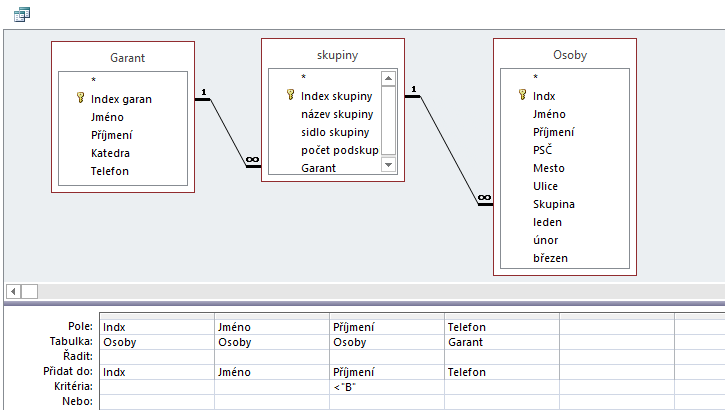 Garant
*
Index garan
Jméno
Příjmení
Katedra
Telefon
1
∞
skupiny
*
Index skupiny
název skupiny
sidlo skupiny
počet podskup
Garant
1
∞
Osoby
*
Indx
Jméno
Příjmení
PSČ
Mesto
Ulice
Skupina
leden
únor
březen
Pole: Indx Jméno Příjmení Telefon
Tabulka: Osoby Osoby Osoby Garant
Řadit:
Přidat do: Indx Jméno Příjmení Telefon
Kritéria: <"B"
Nebo: